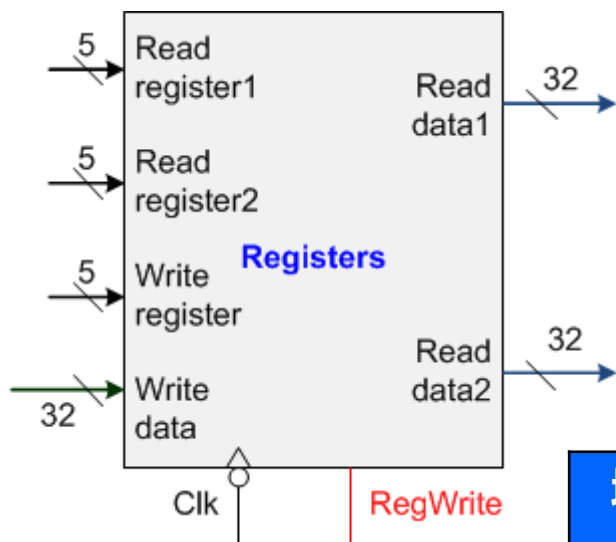 5
Read
register1
Read
data1
32
5
Read
register2
Registers
5
Write
register
Read
data2
32
32
Write
data
Clk
RegWrite